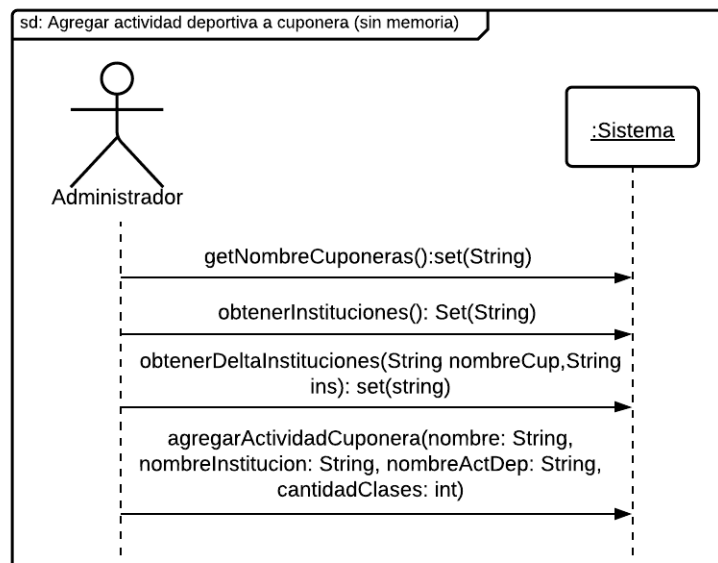 sd: Agregar actividad deportiva a cuponera (sin memoria)
:Sistema
Administrador
getNombreCuponeras():set(String)
obtenerInstituciones(): Set(String)
obtenerDeltaInstituciones(String nombreCup,String
ins): set(string)
agregarActividadCuponera(nombre: String,
nombreInstitucion: String, nombreActDep: String,
cantidadClases: int)